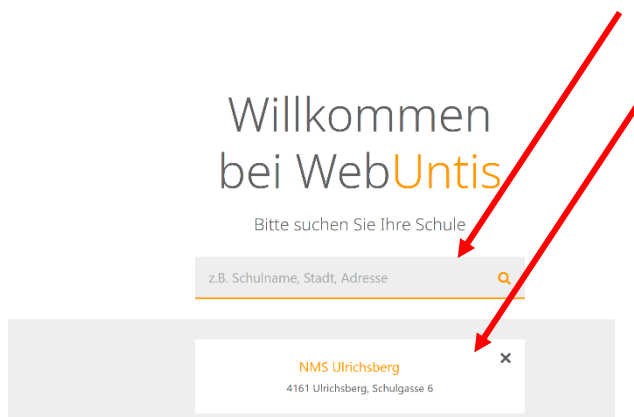 Willkommen
bei WebUntis
Bitte suchen Sie Ihre Schule
z.B. Schulname, Stadt, Adresse
NMS Ulrichsberg
4161 Ulrichsberg, Schulgasse 6